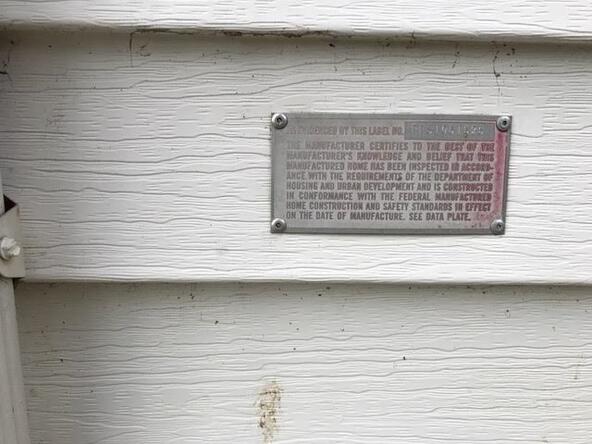 AS EVIDENCED BY THIS LABEL NO.
THE MANUFACTURER CERTIFIES TO THE BEST OF THE
MANUFACTURER'S KNOWLEDGE AND BELIEF THAT THIS
MANUFACTURED HOME HAS BEEN INSPECTED IN ACCORD-
ANCE WITH THE REQUIREMENTS OF THE DEPARTMENT OF
HOUSING AND URBAN DEVELOPMENT AND IS CONSTRUCTED
IN CONFORMANCE WITH THE FEDERAL MANUFACTURED
HOME CONSTRUCTION AND SAFETY STANDARDS IN EFFECT
ON THE DATE OF MANUFACTURE. SEE DATA PLATE.